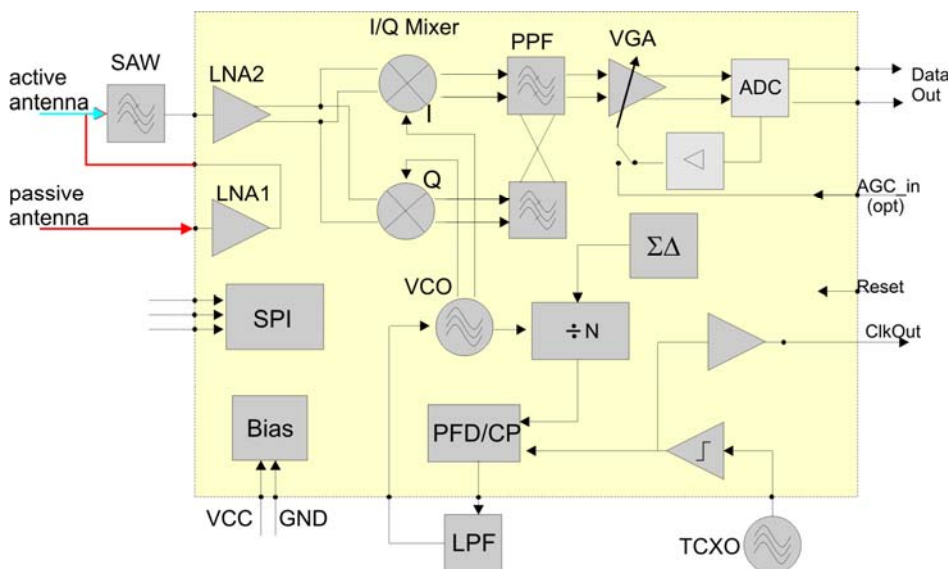 I/Q Mixer
SAW
LNA2
PPF
VGA
active
antenna
ADC
Data
Out
I
Q
LNA1
passive
antenna
AGC_in
(opt)
ΣΔ
VCO
Reset
SPI
÷N
ClkOut
Bias
PFD/CP
VCC
GND
LPF
TCXO